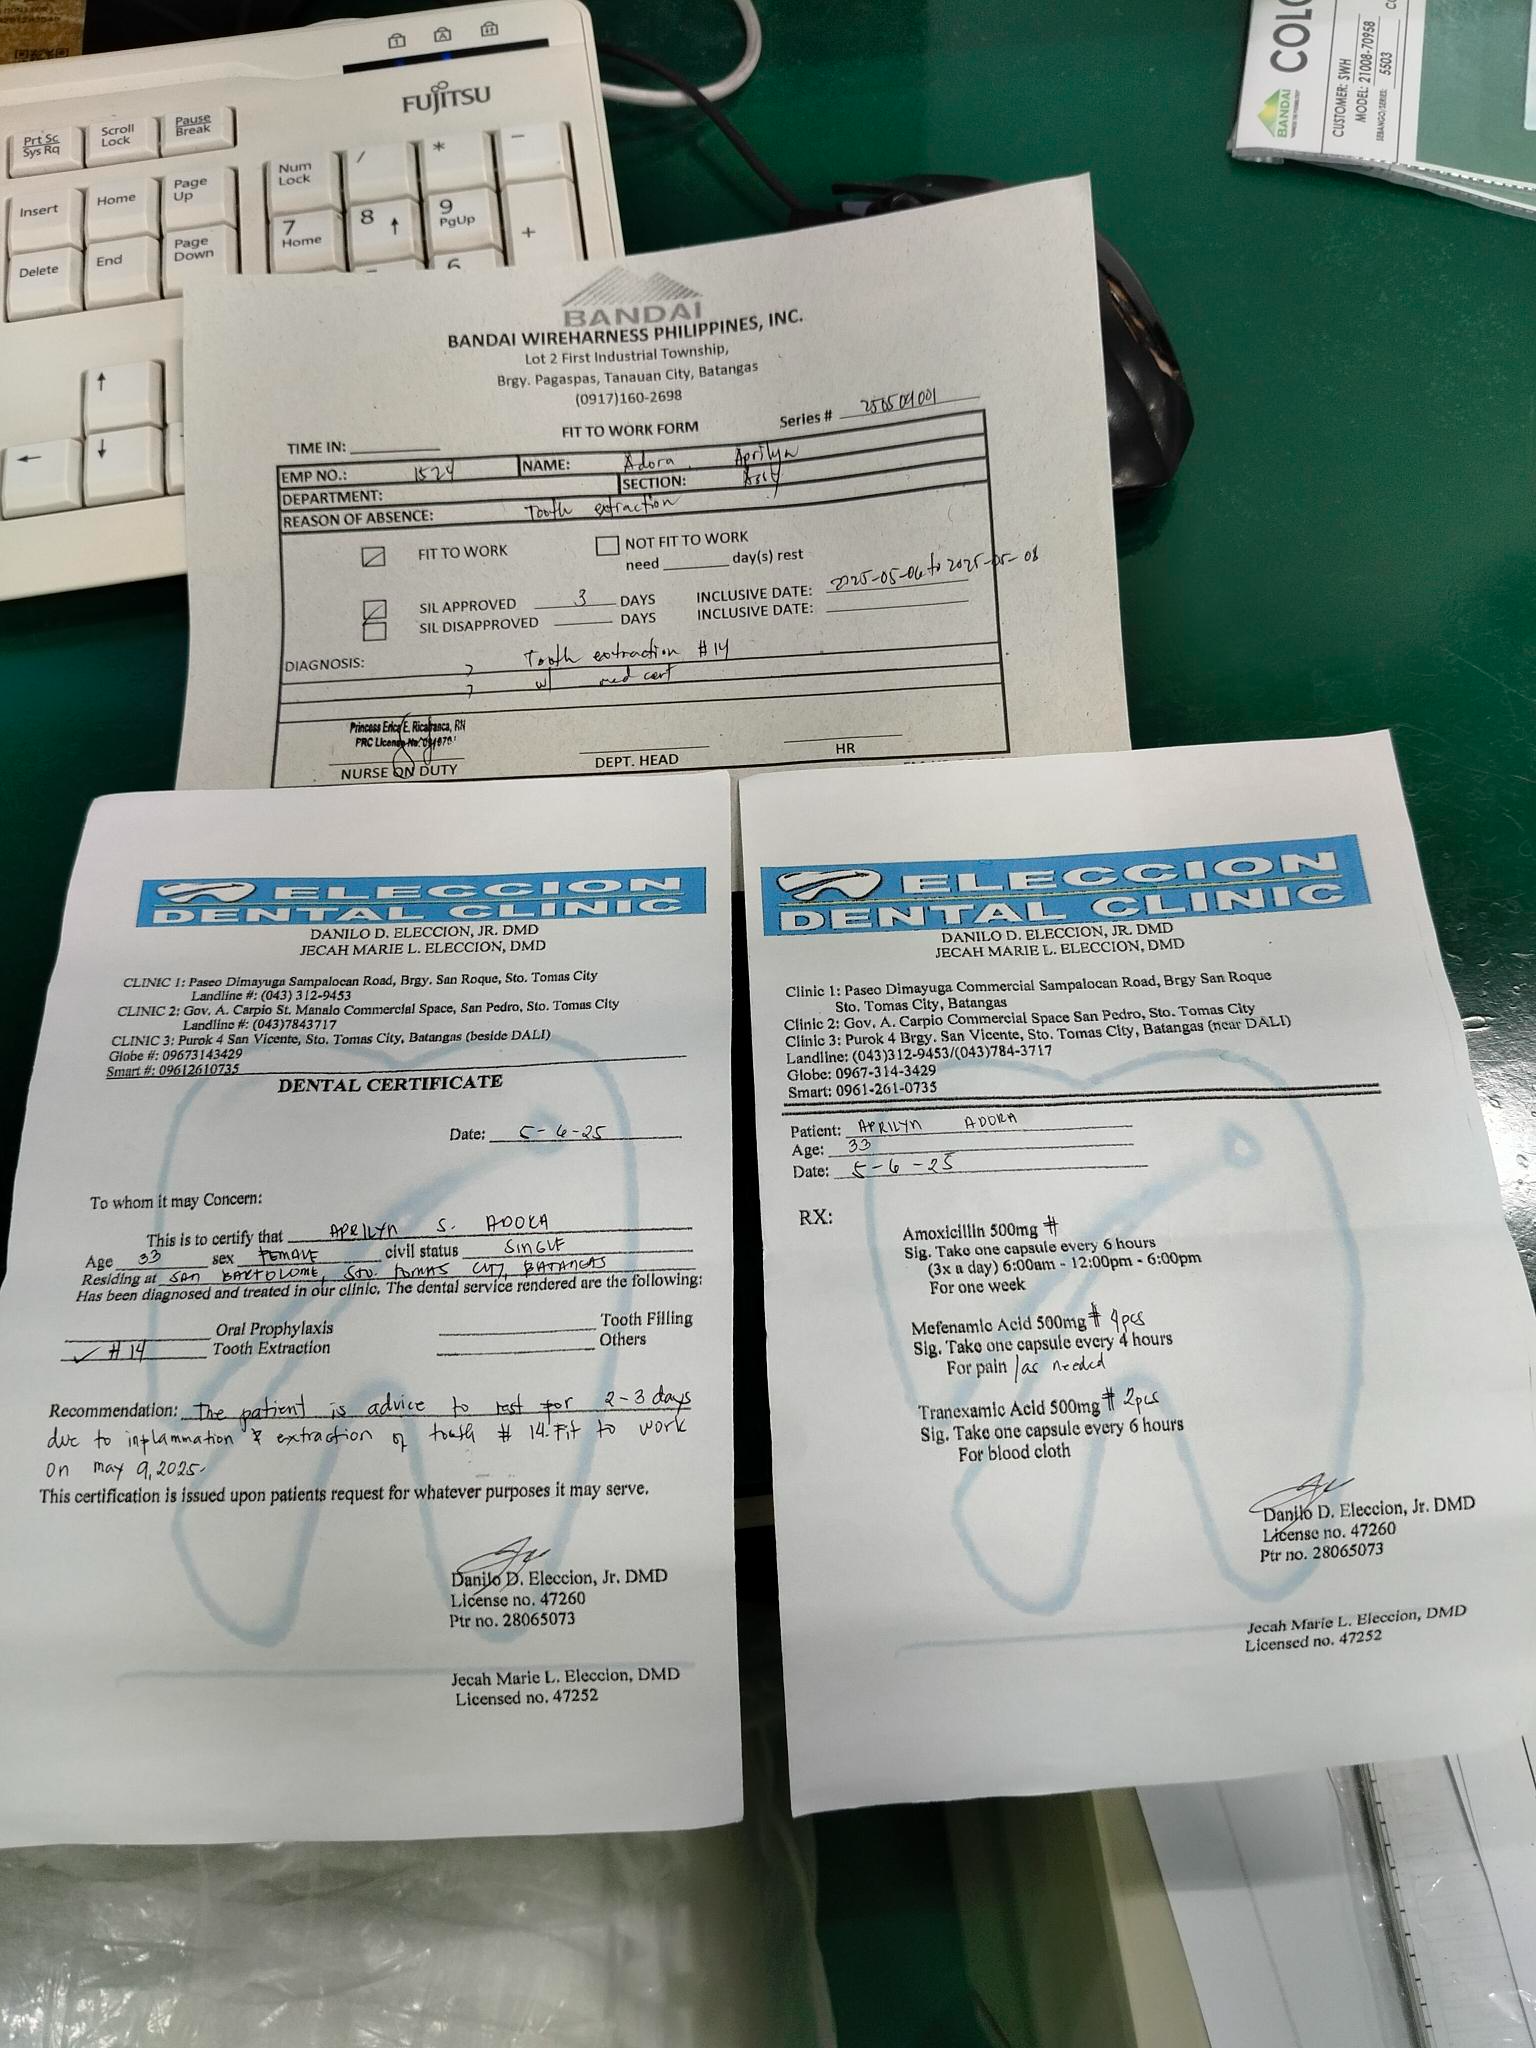 Prt Sc
Sys Rq
Scroll
Lock
Pause
Break
FUJITSU
Insert
Home
Page
Up
Num
Lock
/
*
-
Delete
End
Page
Down
7
Home
8
9
PgUp
+
6
BANDAI
COLO
CUSTOMER: SWH
MODEL: 21008-70958
SEBANGO/SERIES: 5503
BANDAI
BANDAI WIREHARNESS PHILIPPINES, INC.
Lot 2 First Industrial Township,
Brgy. Pagaspas, Tanauan City, Batangas
(0917)160-2698
Series # 250509001
FIT TO WORK FORM
TIME IN:
EMP NO.: 1524 NAME: Adora, Aprilyn
DEPARTMENT: SECTION: Assy
REASON OF ABSENCE: Tooth extraction
FIT TO WORK NOT FIT TO WORK
need day(s) rest
SIL APPROVED 3 DAYS INCLUSIVE DATE: 2025-05-06 to 2025-05-08
SIL DISAPPROVED DAYS INCLUSIVE DATE:
DIAGNOSIS: Tooth extraction #14
w/ med cert
Princess Erica E. Ricafranca, RN
PRC License No.
NURSE ON DUTY DEPT. HEAD HR
ELECCION
DENTAL CLINIC
DANILO D. ELECCION, JR. DMD
JECAH MARIE L. ELECCION, DMD
CLINIC 1: Paseo Dimayuga Sampalocan Road, Brgy. San Roque, Sto. Tomas City
Landline #: (043) 312-9453
CLINIC 2: Gov. A. Carpio St. Manalo Commercial Space, San Pedro, Sto. Tomas City
Landline #: (043)7843717
CLINIC 3: Purok 4 San Vicente, Sto. Tomas City, Batangas (beside DALI)
Globe #: 09673143429
Smart #: 09612610735
DENTAL CERTIFICATE
Date: 5-6-25
To whom it may Concern:
This is to certify that APRILYN S. ADORA
Age 33 sex FEMALE civil status SINGLE
Residing at SAN BARTOLOME, STO. TOMAS CITY, BATANGAS
Has been diagnosed and treated in our clinic. The dental service rendered are the following:
Oral Prophylaxis Tooth Filling
✓ #14 Tooth Extraction Others
Recommendation: The patient is advice to rest for 2-3 days
due to inplammation & extraction of tooth # 14. Fit to work
on may 9, 2025.
This certification is issued upon patients request for whatever purposes it may serve.
Danilo D. Eleccion, Jr. DMD
License no. 47260
Ptr no. 28065073
Jecah Marie L. Eleccion, DMD
Licensed no. 47252
ELECCION
DENTAL CLINIC
DANILO D. ELECCION, JR. DMD
JECAH MARIE L. ELECCION, DMD
Clinic 1: Paseo Dimayuga Commercial Sampalocan Road, Brgy San Roque
Sto. Tomas City, Batangas
Clinic 2: Gov. A. Carpio Commercial Space San Pedro, Sto. Tomas City
Clinic 3: Purok 4 Brgy. San Vicente, Sto. Tomas City, Batangas (near DALI)
Landline: (043)312-9453/(043)784-3717
Globe: 0967-314-3429
Smart: 0961-261-0735
Patient: APRILYN ADORA
Age: 33
Date: 5-6-25
RX:
Amoxicillin 500mg #
Sig. Take one capsule every 6 hours
(3x a day) 6:00am - 12:00pm - 6:00pm
For one week
Mefenamic Acid 500mg # 4pcs
Sig. Take one capsule every 4 hours
For pain / as needed
Tranexamic Acid 500mg # 2pcs
Sig. Take one capsule every 6 hours
For blood cloth
Danilo D. Eleccion, Jr. DMD
License no. 47260
Ptr no. 28065073
Jecah Marie L. Eleccion, DMD
Licensed no. 47252